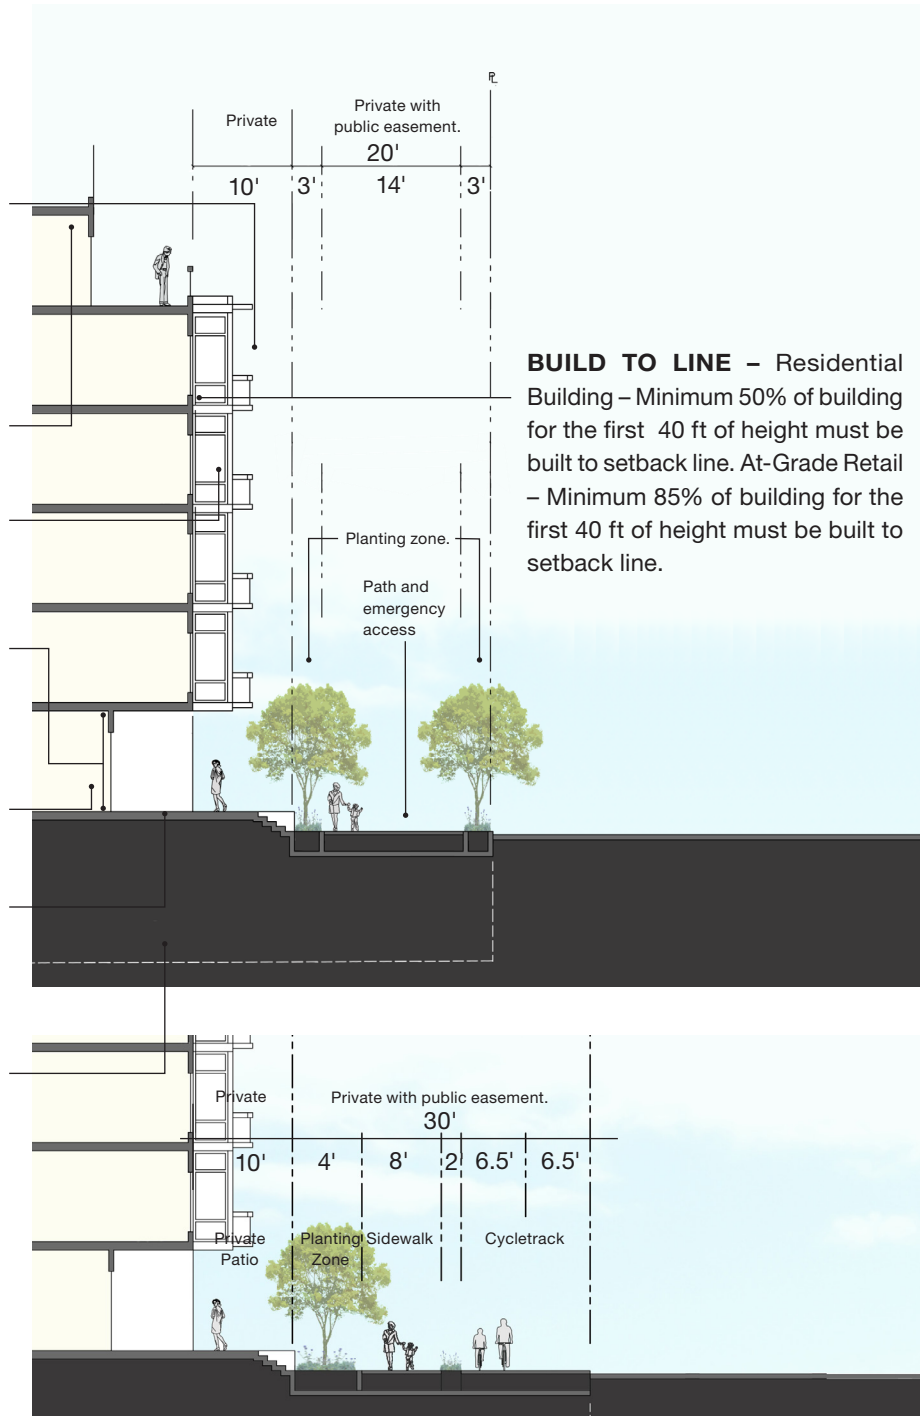 PL
Private
Private with
public easement.
20'
10'
3'
14'
3'
BUILD TO LINE – Residential
Building – Minimum 50% of building
for the first 40 ft of height must be
built to setback line. At-Grade Retail
– Minimum 85% of building for the
first 40 ft of height must be built to
setback line.
Planting zone.
Path and
emergency
access
Private
Private with public easement.
30'
10'
4'
8'
2'
6.5'
6.5'
Private
Patio
Planting
Zone
Sidewalk
Cycletrack